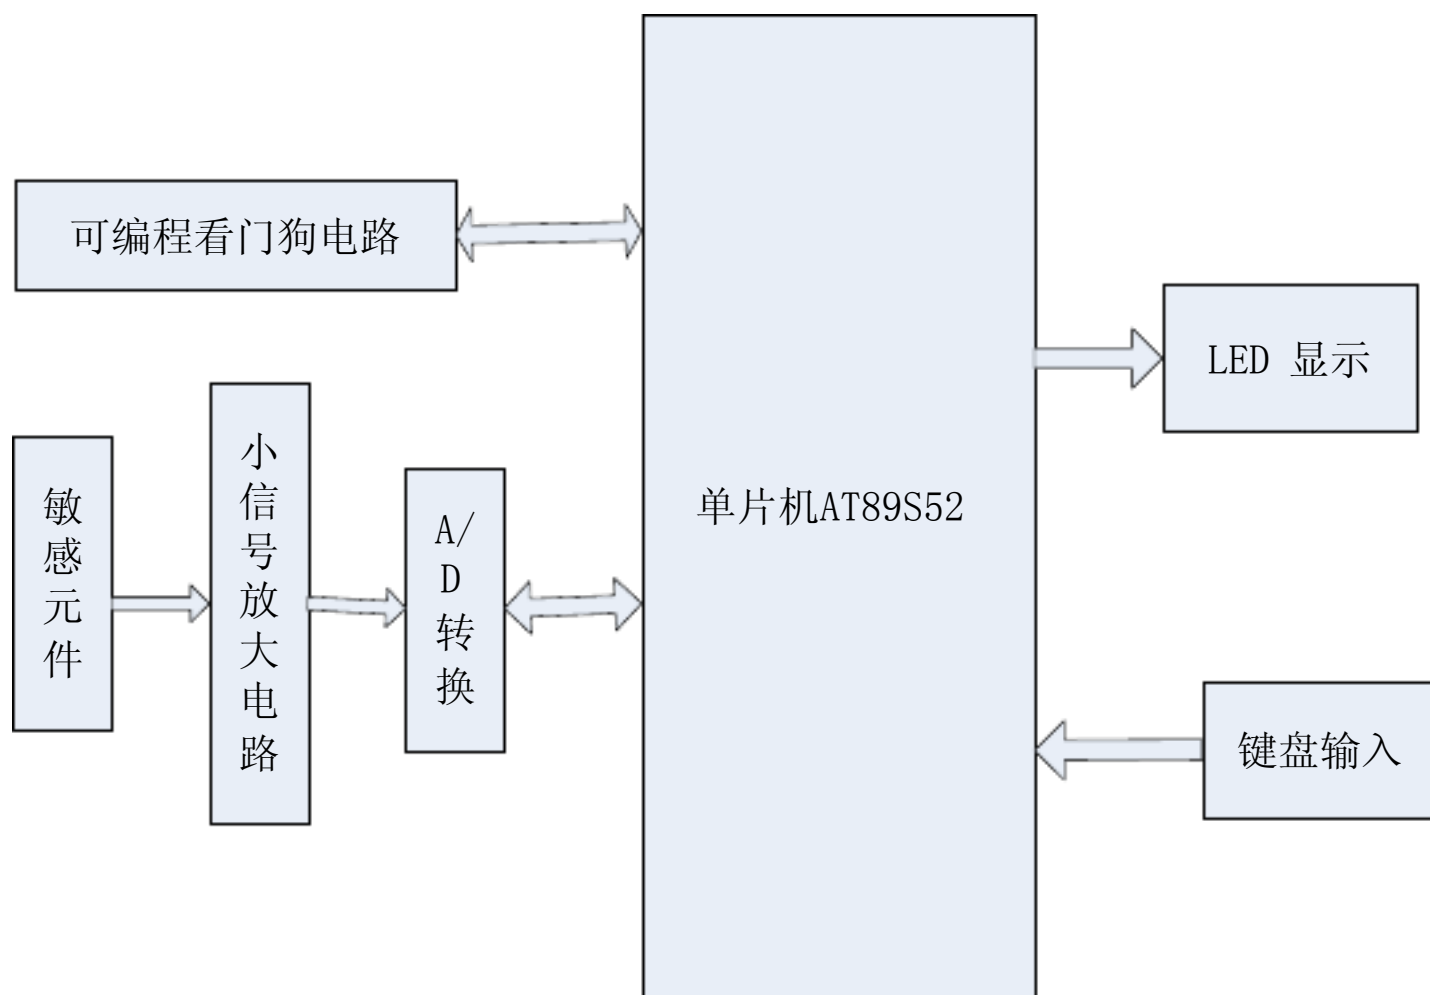 可编程看门狗电路
LED 显示
敏感元件
小信号放大电路
A/D转换
单片机AT89S52
键盘输入